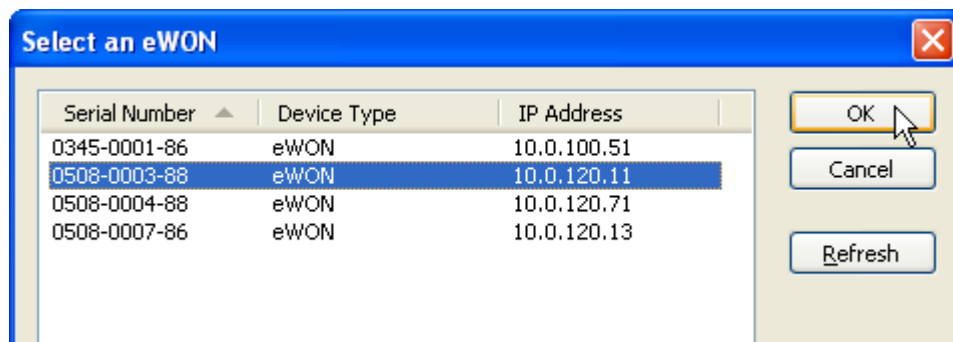 Select an eWON
Serial Number Device Type IP Address
0345-0001-86 eWON 10.0.100.51
0508-0003-88 eWON 10.0.120.11
0508-0004-88 eWON 10.0.120.71
0508-0007-86 eWON 10.0.120.13
OK
Cancel
Refresh